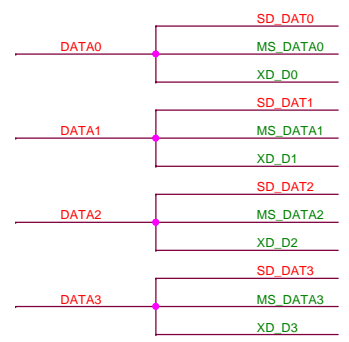 SD_DAT0
DATA0 MS_DATA0
XD_D0
SD_DAT1
DATA1 MS_DATA1
XD_D1
SD_DAT2
DATA2 MS_DATA2
XD_D2
SD_DAT3
DATA3 MS_DATA3
XD_D3